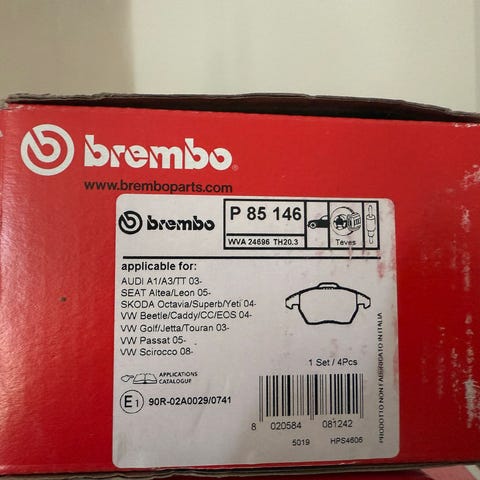 brembo
www.bremboparts.com
brembo
P 85 146
WVA 24696 TH20.3
Teves
applicable for:
AUDI A1/A3/TT 03-
SEAT Altea/Leon 05-
SKODA Octavia/Superb/Yeti 04-
VW Beetle/Caddy/CC/EOS 04-
VW Golf/Jetta/Touran 03-
VW Passat 05-
VW Scirocco 08-
1 Set / 4Pcs
APPLICATIONS
CATALOGUE
E1 90R-02A0029/0741
8 020584 081242
5019 HPS4606
PRODOTTO NON FABBRICATO IN ITALIA